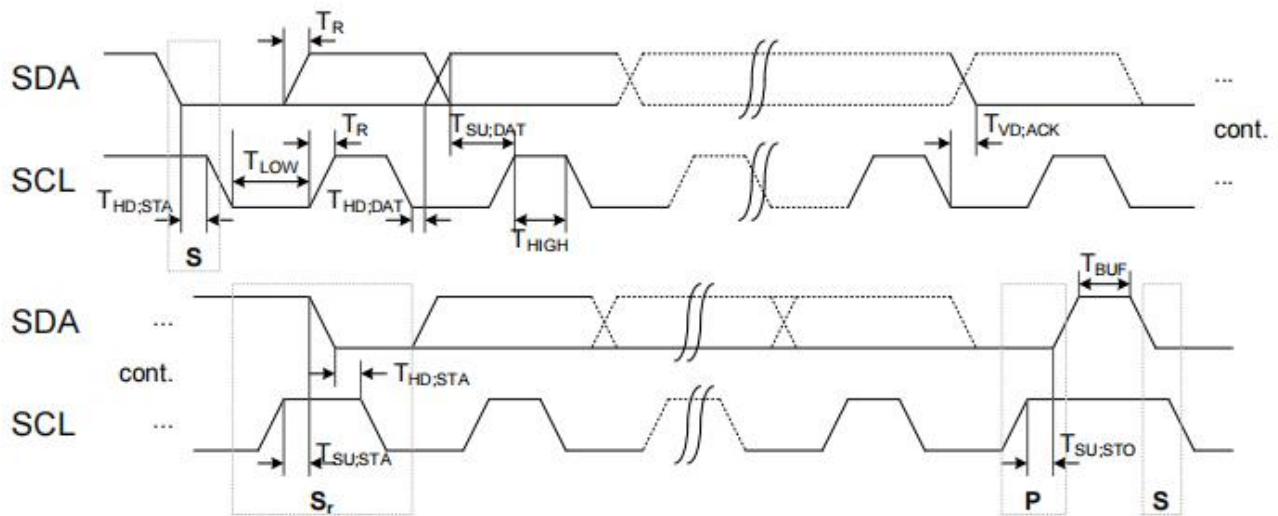 T_R
SDA
...
T_R
T_SU;DAT
T_VD;ACK
cont.
T_LOW
SCL
...
T_HD;STA
T_HD;DAT
T_HIGH
S
T_BUF
SDA
...
cont.
T_HD;STA
SCL
...
T_SU;STA
T_SU;STO
S_r
P
S